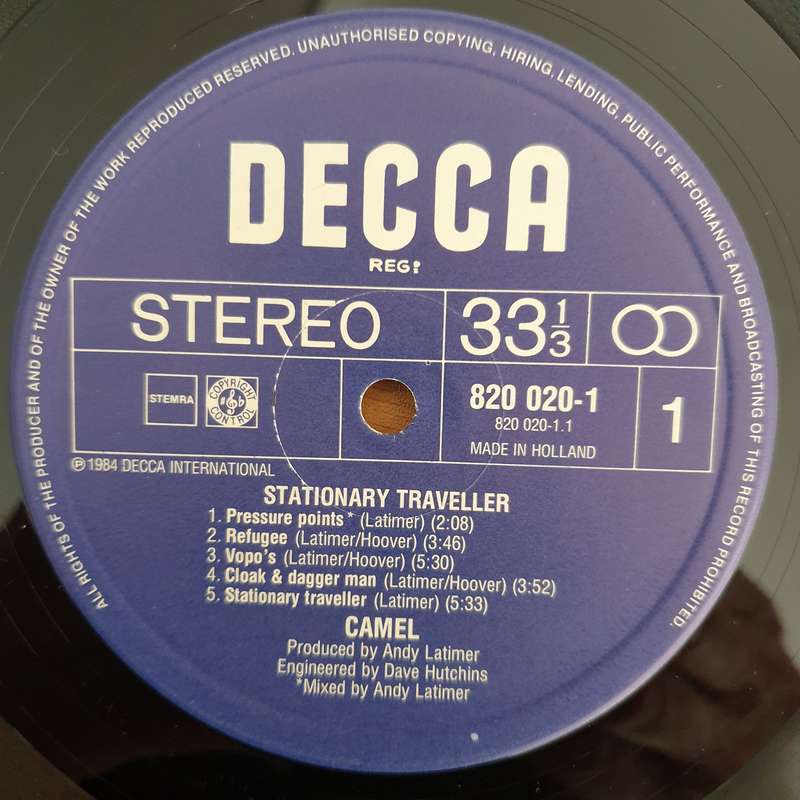 ALL RIGHTS OF THE PRODUCER AND OF THE OWNER OF THE WORK REPRODUCED RESERVED. UNAUTHORISED COPYING, HIRING, LENDING, PUBLIC PERFORMANCE AND BROADCASTING OF THIS RECORD PROHIBITED.
DECCA
REG:
STEREO
33 1/3
STEMRA
COPYRIGHT CONTROL
820 020-1
820 020-1.1
MADE IN HOLLAND
1
℗ 1984 DECCA INTERNATIONAL
STATIONARY TRAVELLER
1. Pressure points * (Latimer) (2:08)
2. Refugee (Latimer/Hoover) (3:46)
3. Vopo's (Latimer/Hoover) (5:30)
4. Cloak & dagger man (Latimer/Hoover) (3:52)
5. Stationary traveller (Latimer) (5:33)
CAMEL
Produced by Andy Latimer
Engineered by Dave Hutchins
*Mixed by Andy Latimer